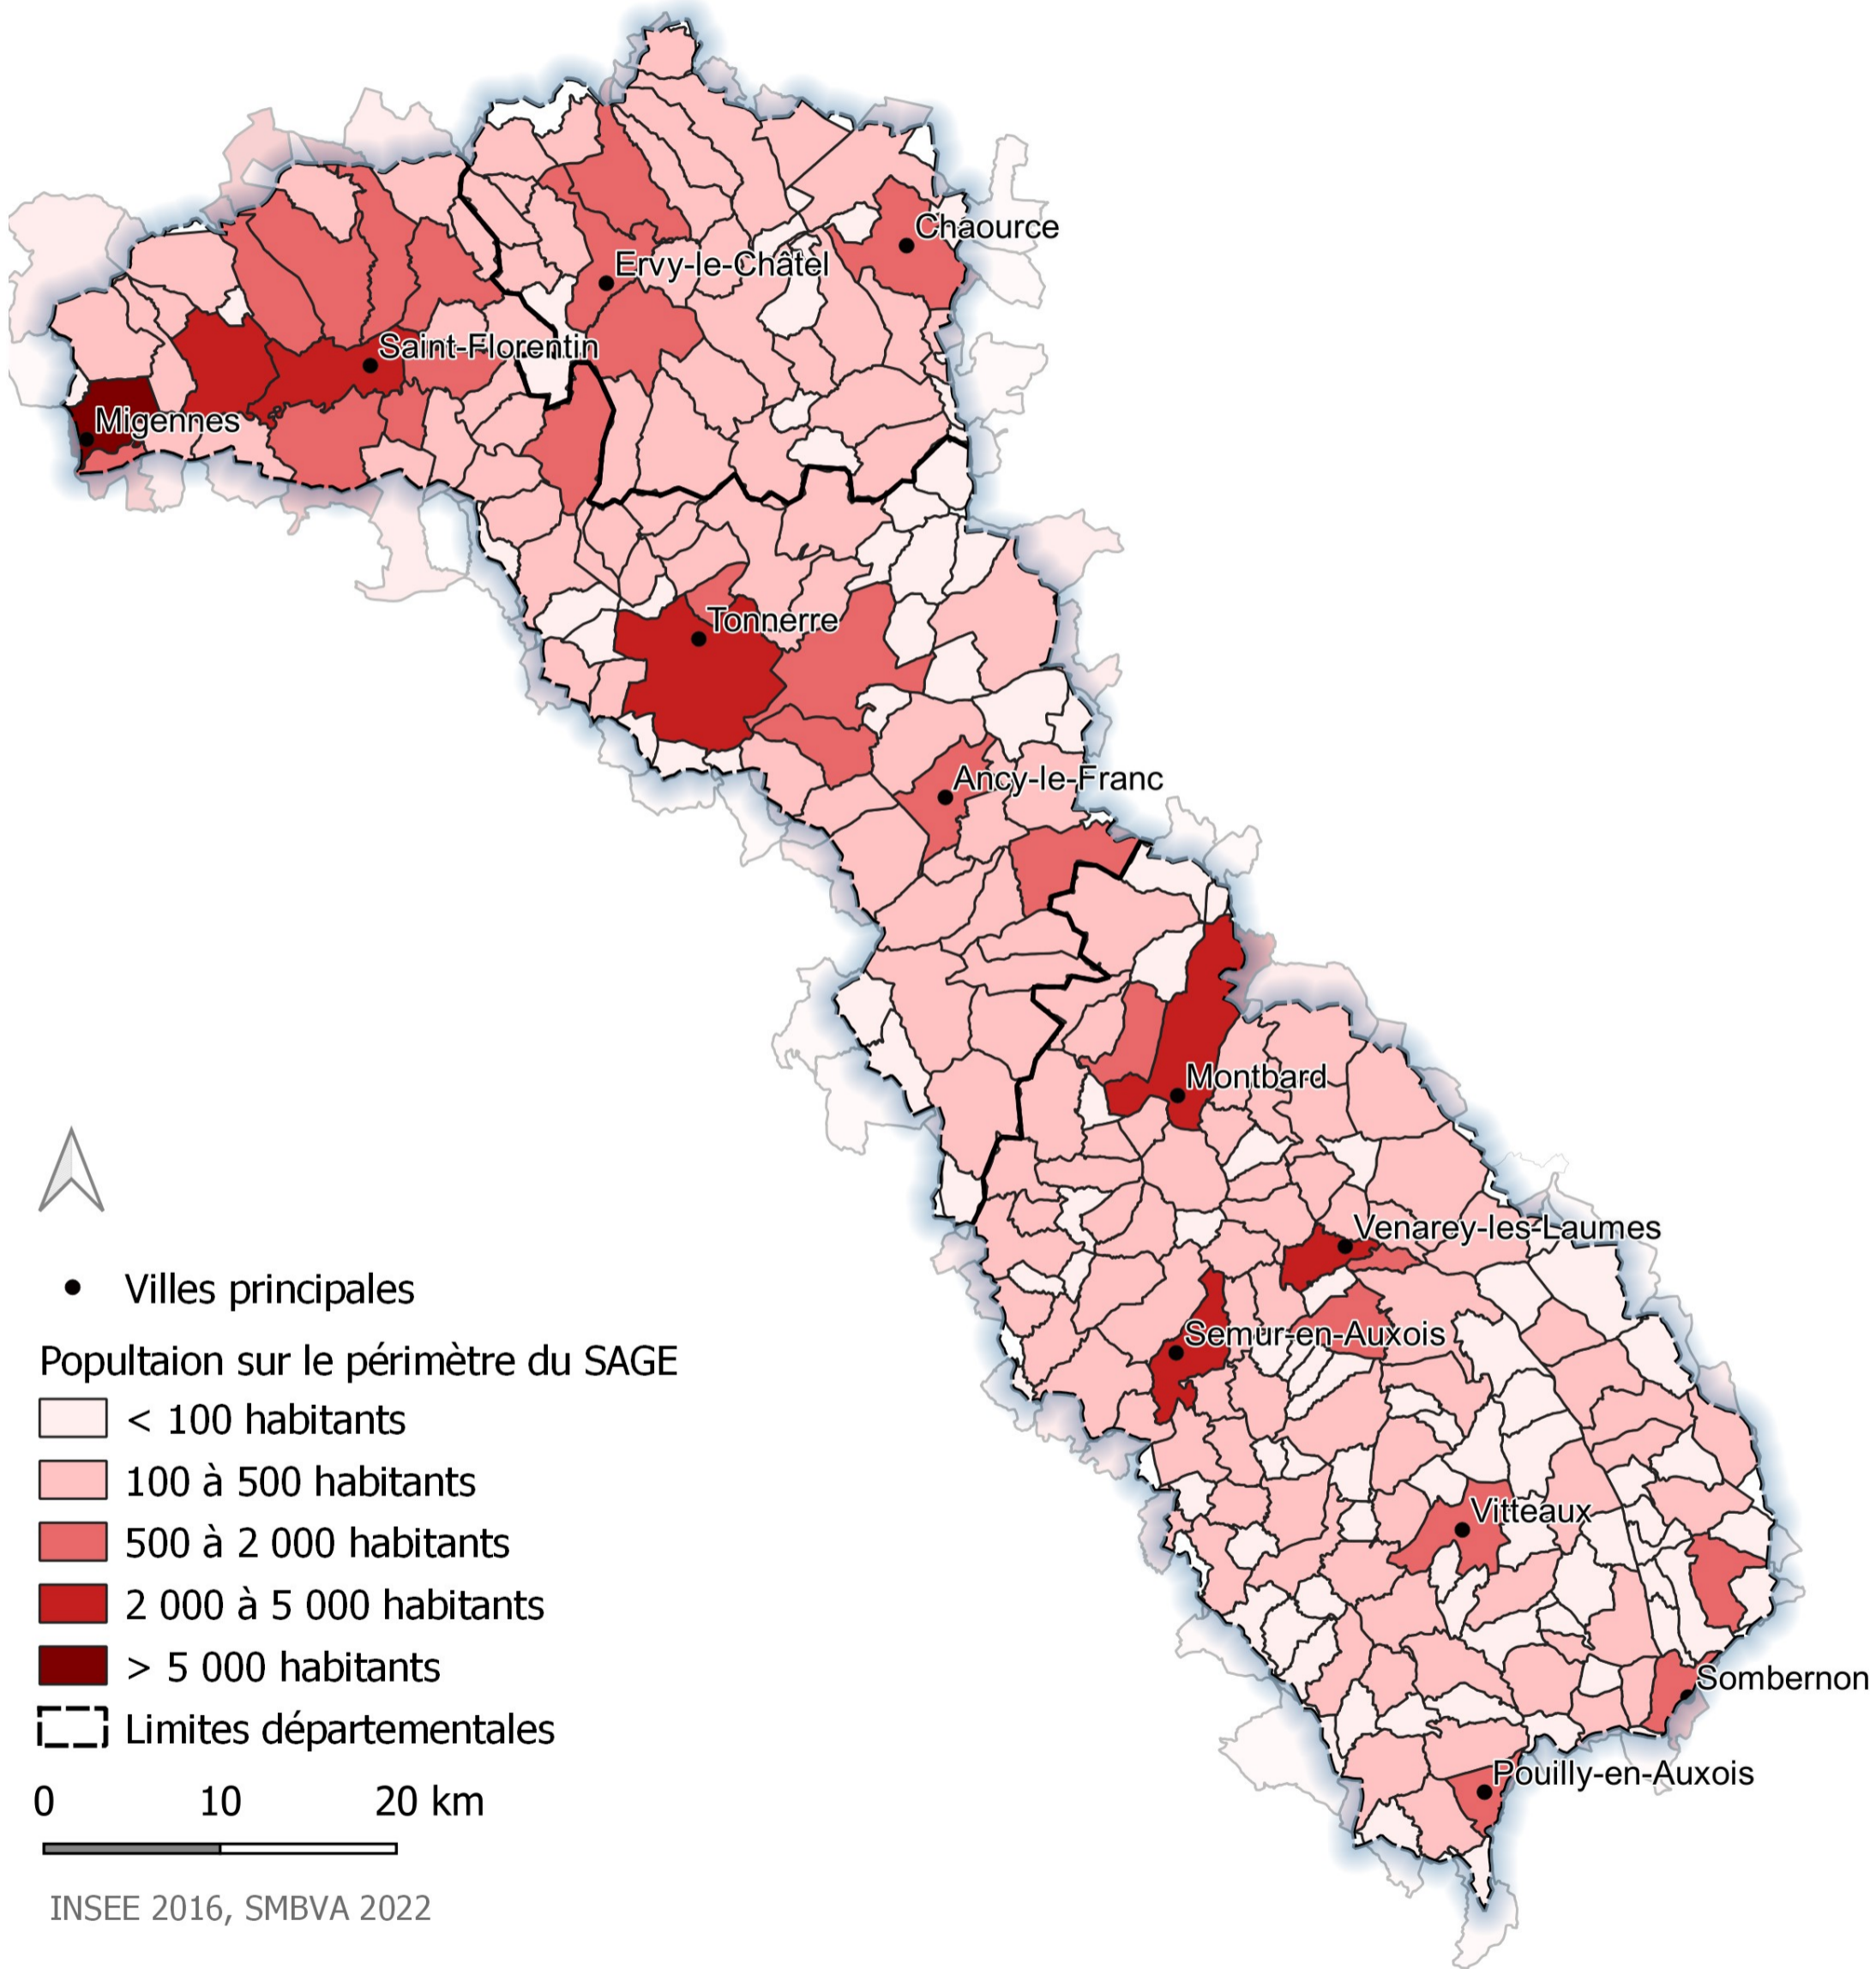 Chaource
Ervy-le-Châtel
Saint-Florentin
Migennes
Tonnerre
Ancy-le-Franc
Montbard
Venarey-les-Laumes
Semur-en-Auxois
Vitteaux
Sombernon
Pouilly-en-Auxois
Villes principales
Popultaion sur le périmètre du SAGE
< 100 habitants
100 à 500 habitants
500 à 2 000 habitants
2 000 à 5 000 habitants
> 5 000 habitants
Limites départementales
0 10 20 km
INSEE 2016, SMBVA 2022